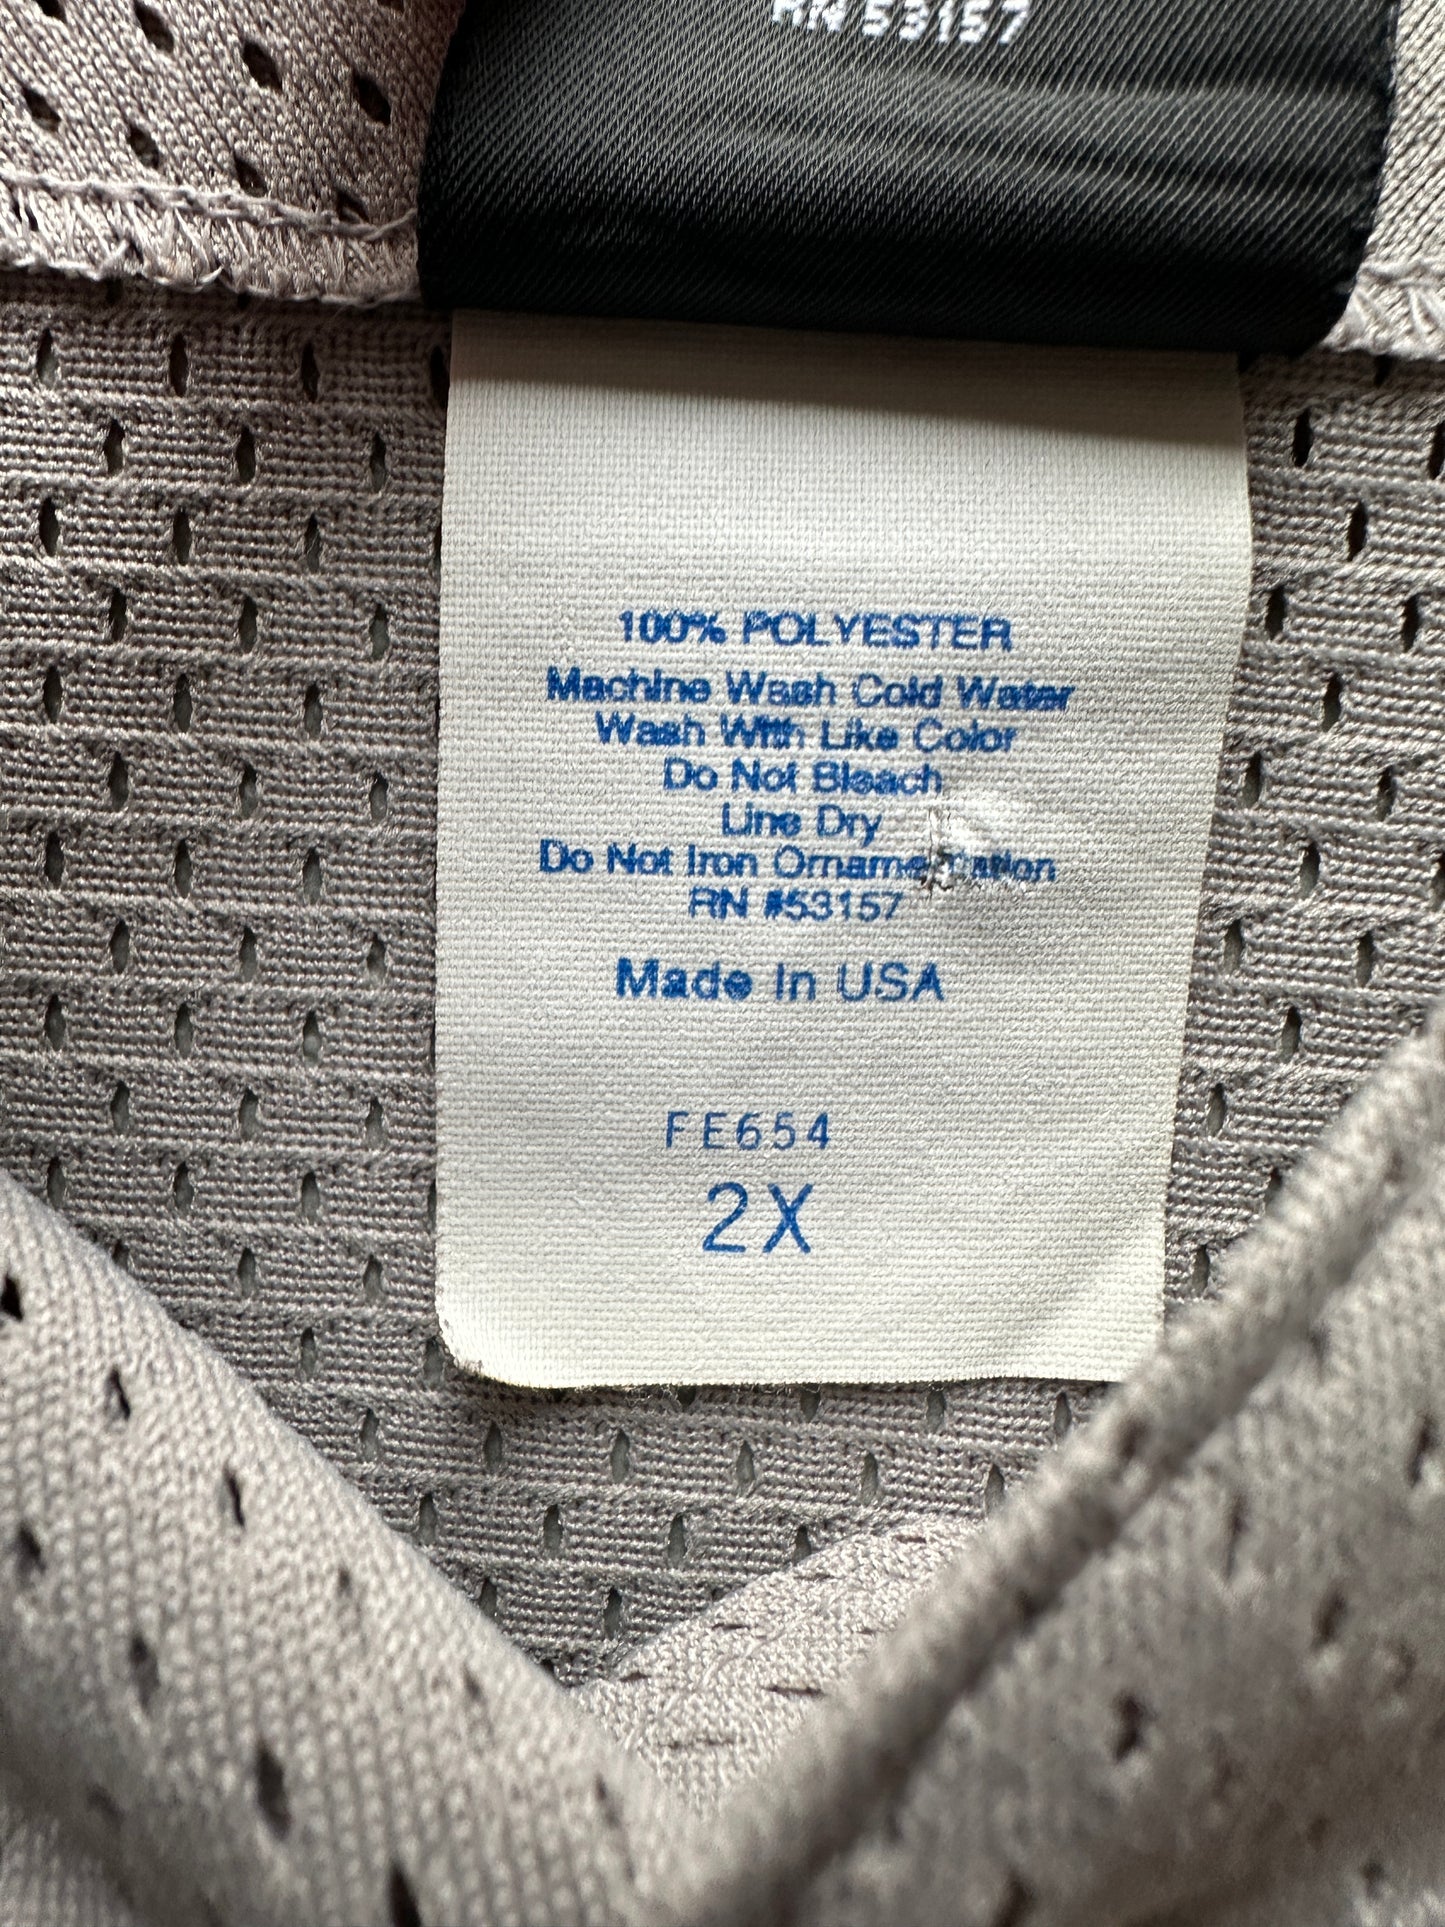 RN 53157
100% POLYESTER
Machine Wash Cold Water
Wash With Like Color
Do Not Bleach
Line Dry
Do Not Iron Ornamentation
RN #53157
Made In USA
FE654
2X